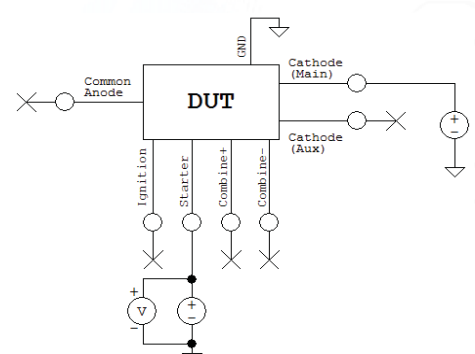 GND
Cathode
(Main)
Common
Anode
DUT
Cathode
(Aux)
Ignition
Starter
Combine+
Combine-
+
-
+
V
-
+
-